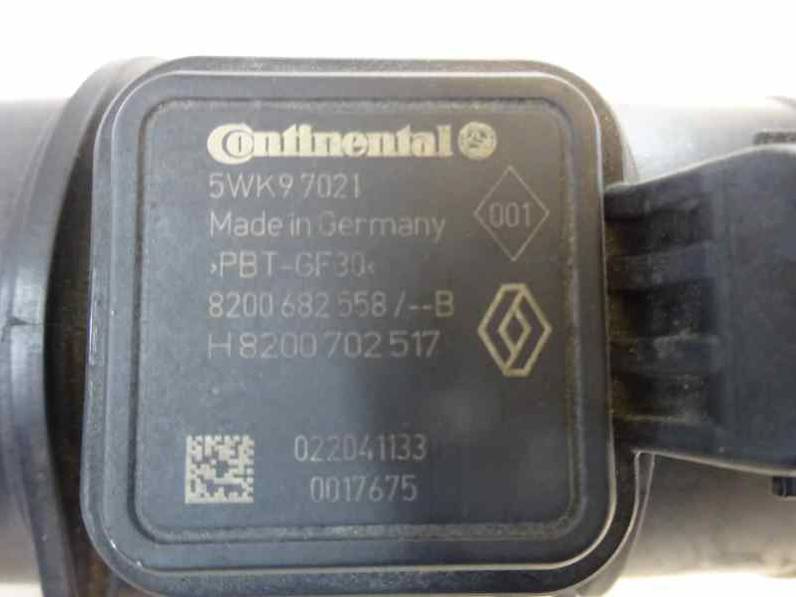 Continental
5WK9 7021
Made in Germany
001
›PBT-GF30‹
8200 682 558 /--B
H 8200 702 517
022041133
0017675